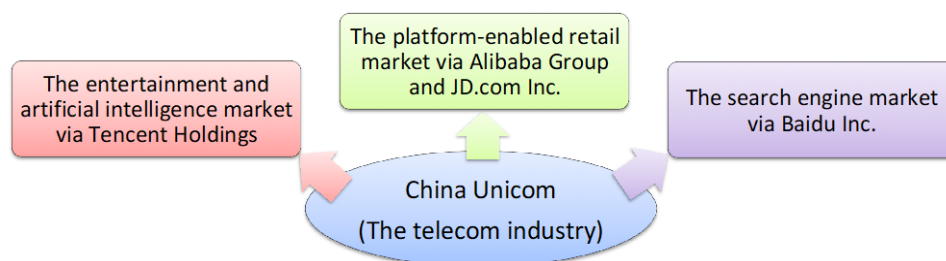 The entertainment and
artificial intelligence market
via Tencent Holdings
The platform-enabled retail
market via Alibaba Group
and JD.com Inc.
The search engine market
via Baidu Inc.
China Unicom
(The telecom industry)